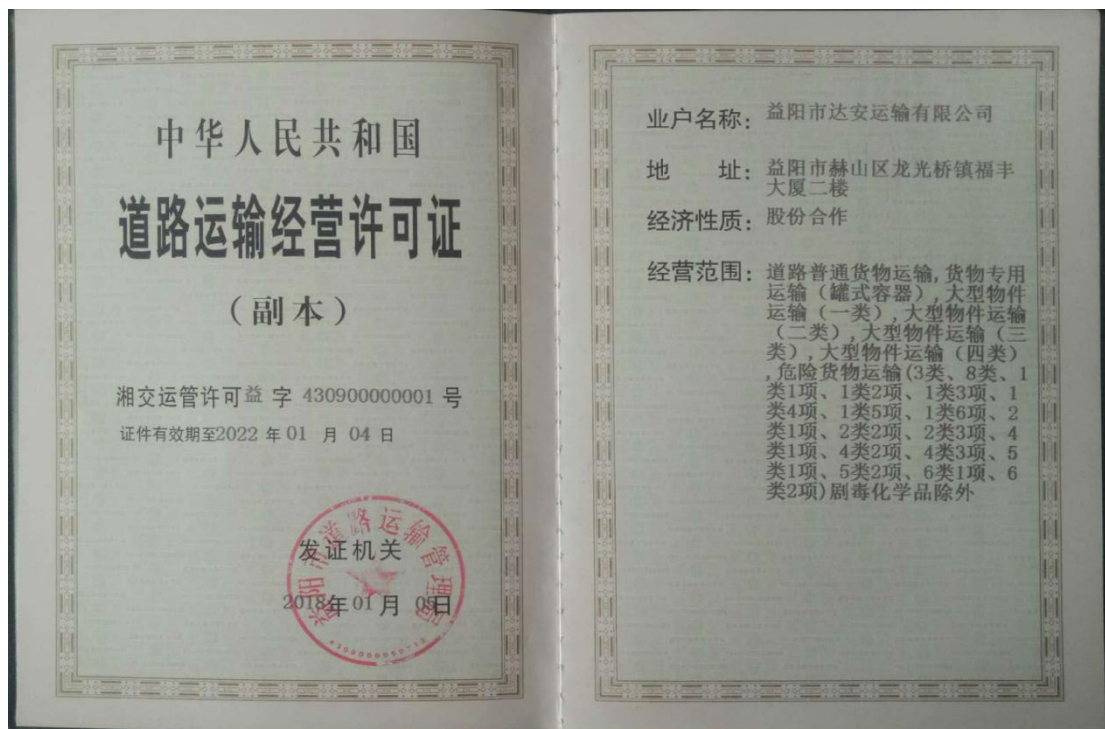 中华人民共和国
道路运输经营许可证
（副本）
湘交运管许可益 字 430900000001 号
证件有效期至2022 年 01 月 04 日
益阳市道路运输管理
发证机关
2018年 01 月 05日
业户名称：益阳市达安运输有限公司
地 址：益阳市赫山区龙光桥镇福丰
大厦二楼
经济性质：股份合作
经营范围：道路普通货物运输,货物专用
运输（罐式容器）,大型物件
运输（一类）,大型物件运输
（二类）,大型物件运输（三
类）,大型物件运输（四类）
,危险货物运输(3类、8类、1
类1项、1类2项、1类3项、1
类4项、1类5项、1类6项、2
类1项、2类2项、2类3项、4
类1项、4类2项、4类3项、5
类1项、5类2项、6类1项、6
类2项)剧毒化学品除外